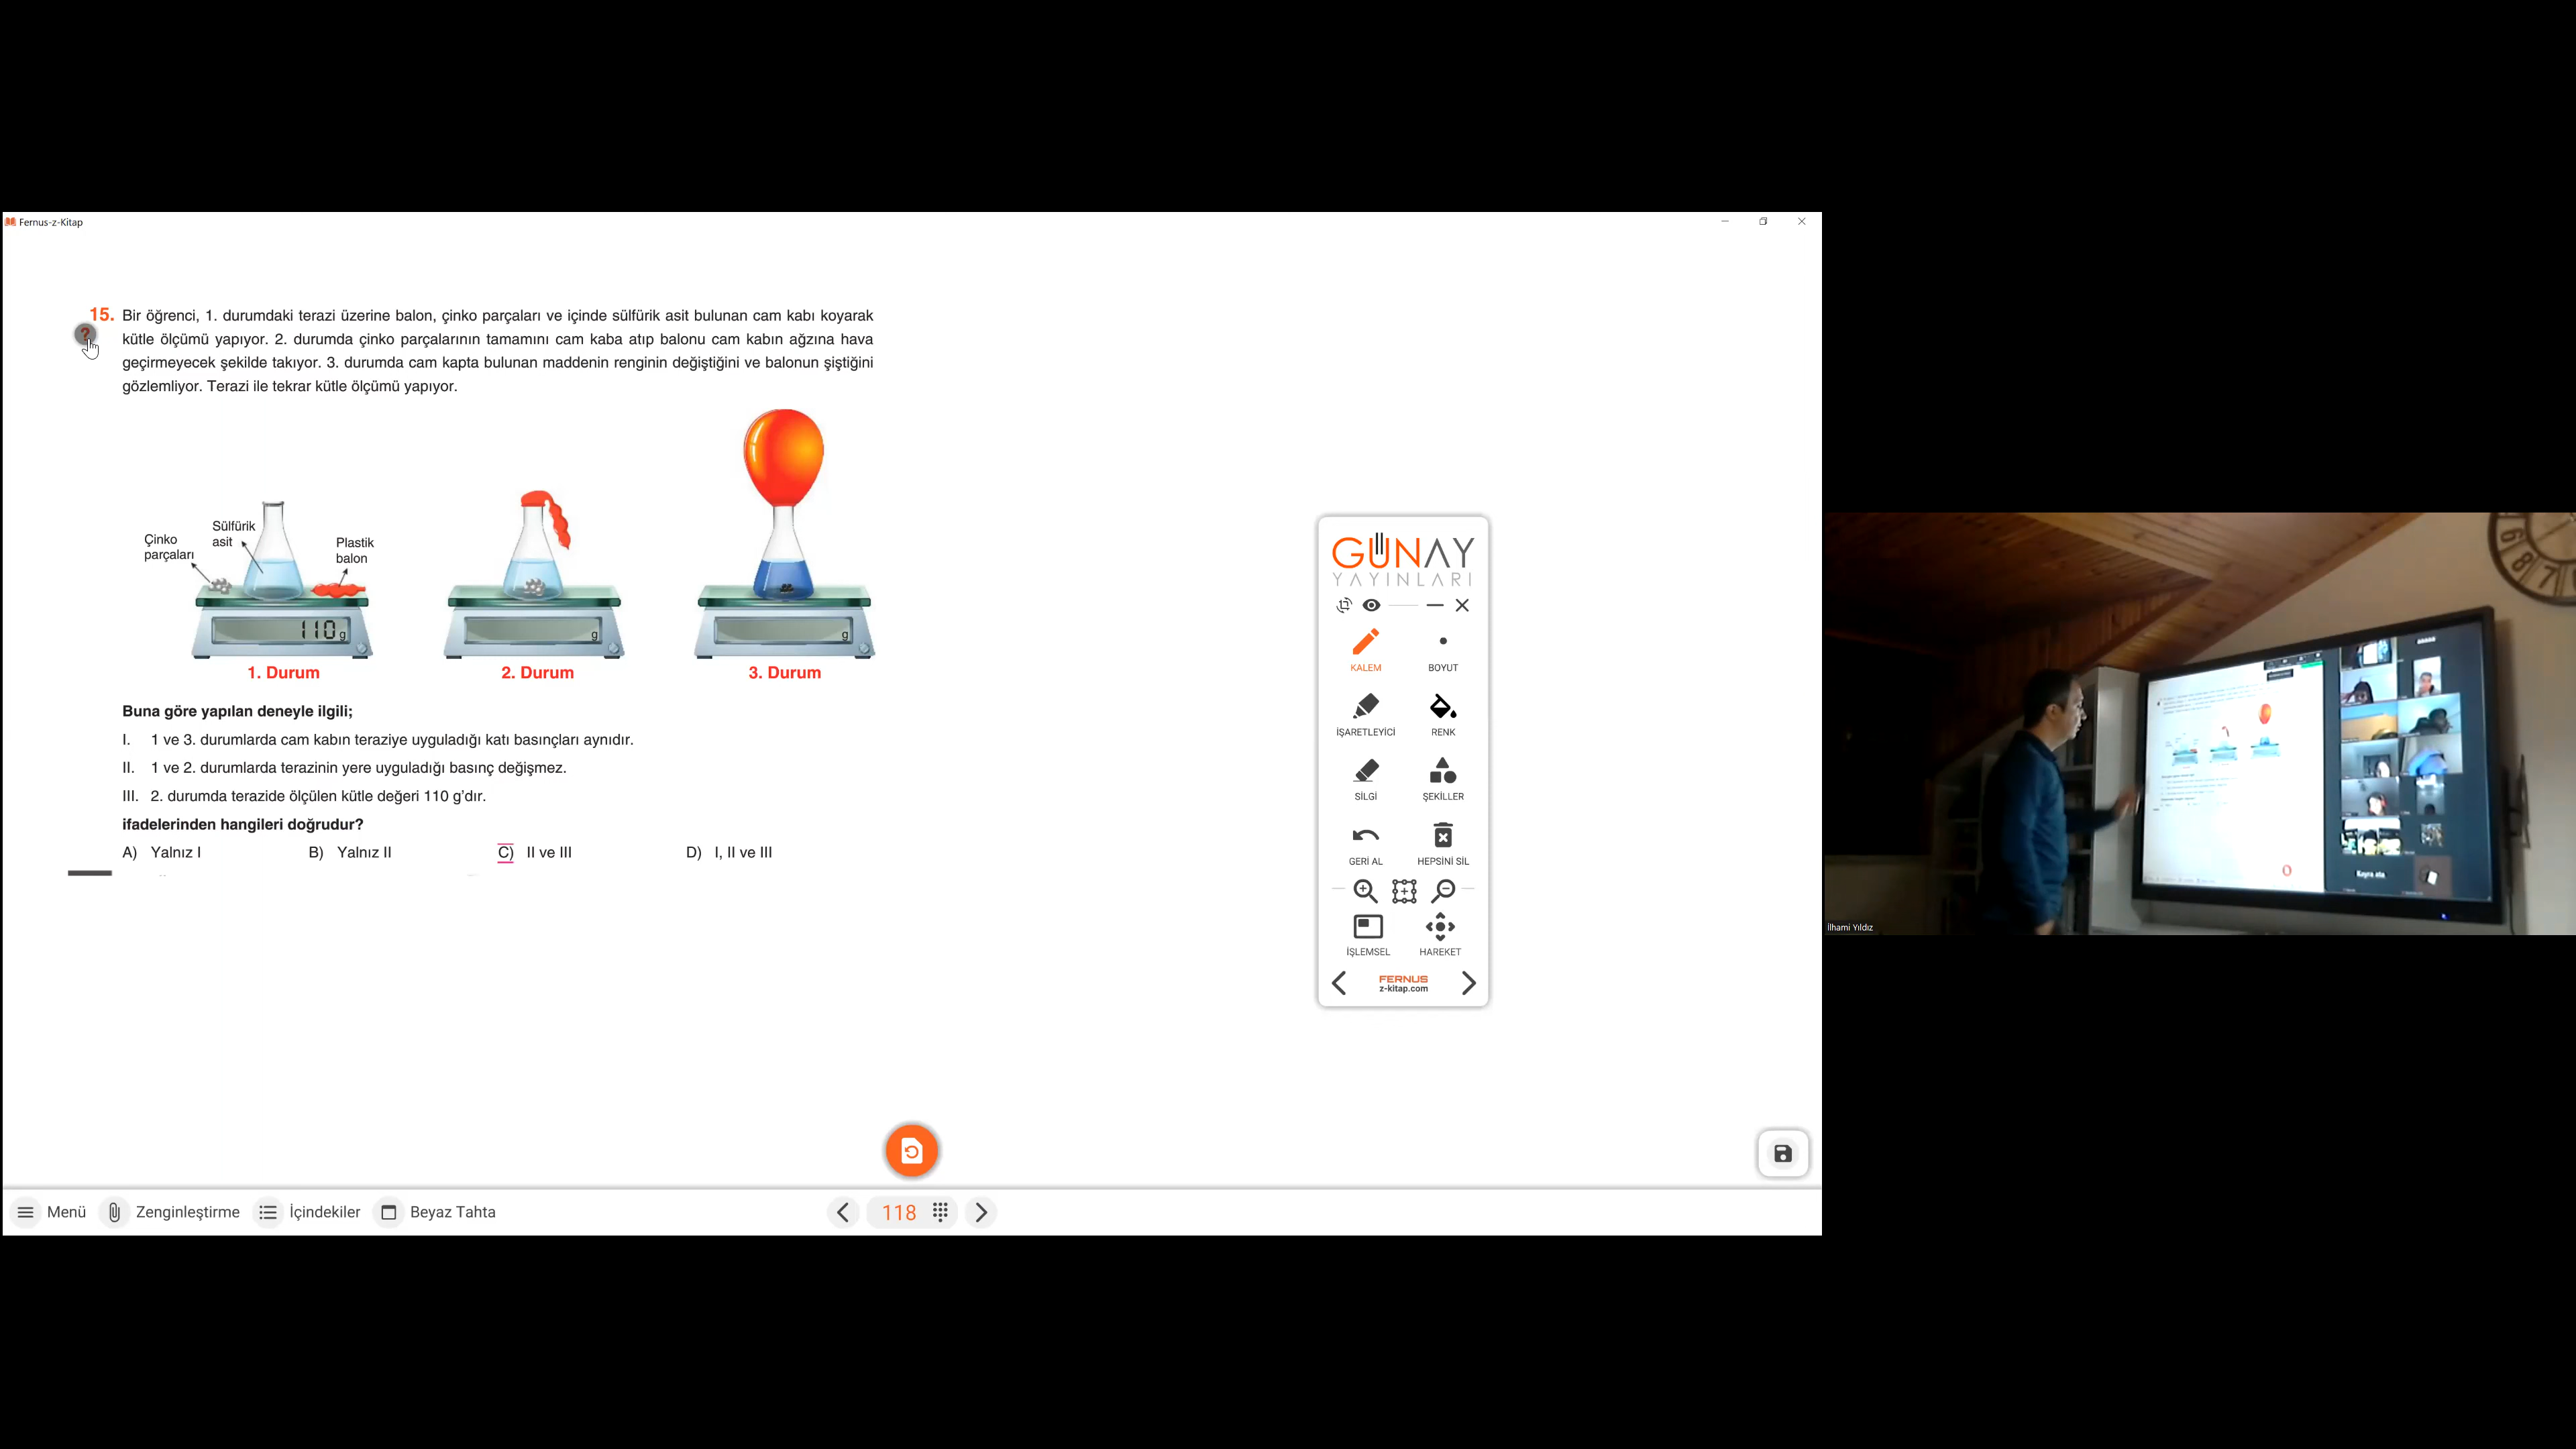 Fernus-z-Kitap
15. Bir öğrenci, 1. durumdaki terazi üzerine balon, çinko parçaları ve içinde sülfürik asit bulunan cam kabı koyarak
kütle ölçümü yapıyor. 2. durumda çinko parçalarının tamamını cam kaba atıp balonu cam kabın ağzına hava
geçirmeyecek şekilde takıyor. 3. durumda cam kapta bulunan maddenin renginin değiştiğini ve balonun şiştiğini
gözlemliyor. Terazi ile tekrar kütle ölçümü yapıyor.
?
Çinko
parçaları
Sülfürik
asit
Plastik
balon
110 g
g
g
1. Durum
2. Durum
3. Durum
Buna göre yapılan deneyle ilgili;
I. 1 ve 3. durumlarda cam kabın teraziye uyguladığı katı basınçları aynıdır.
II. 1 ve 2. durumlarda terazinin yere uyguladığı basınç değişmez.
III. 2. durumda terazide ölçülen kütle değeri 110 g'dır.
ifadelerinden hangileri doğrudur?
A) Yalnız I B) Yalnız II C) II ve III D) I, II ve III
GÜNAY
YAYINLARI
KALEM BOYUT
İŞARETLEYİCİ RENK
SİLGİ ŞEKİLLER
GERİ AL HEPSİNİ SİL
İŞLEMSEL HAREKET
FERNUS
z-kitap.com
Menü Zenginleştirme İçindekiler Beyaz Tahta 118
İlhami Yıldız
Kayra ata
6 8 7